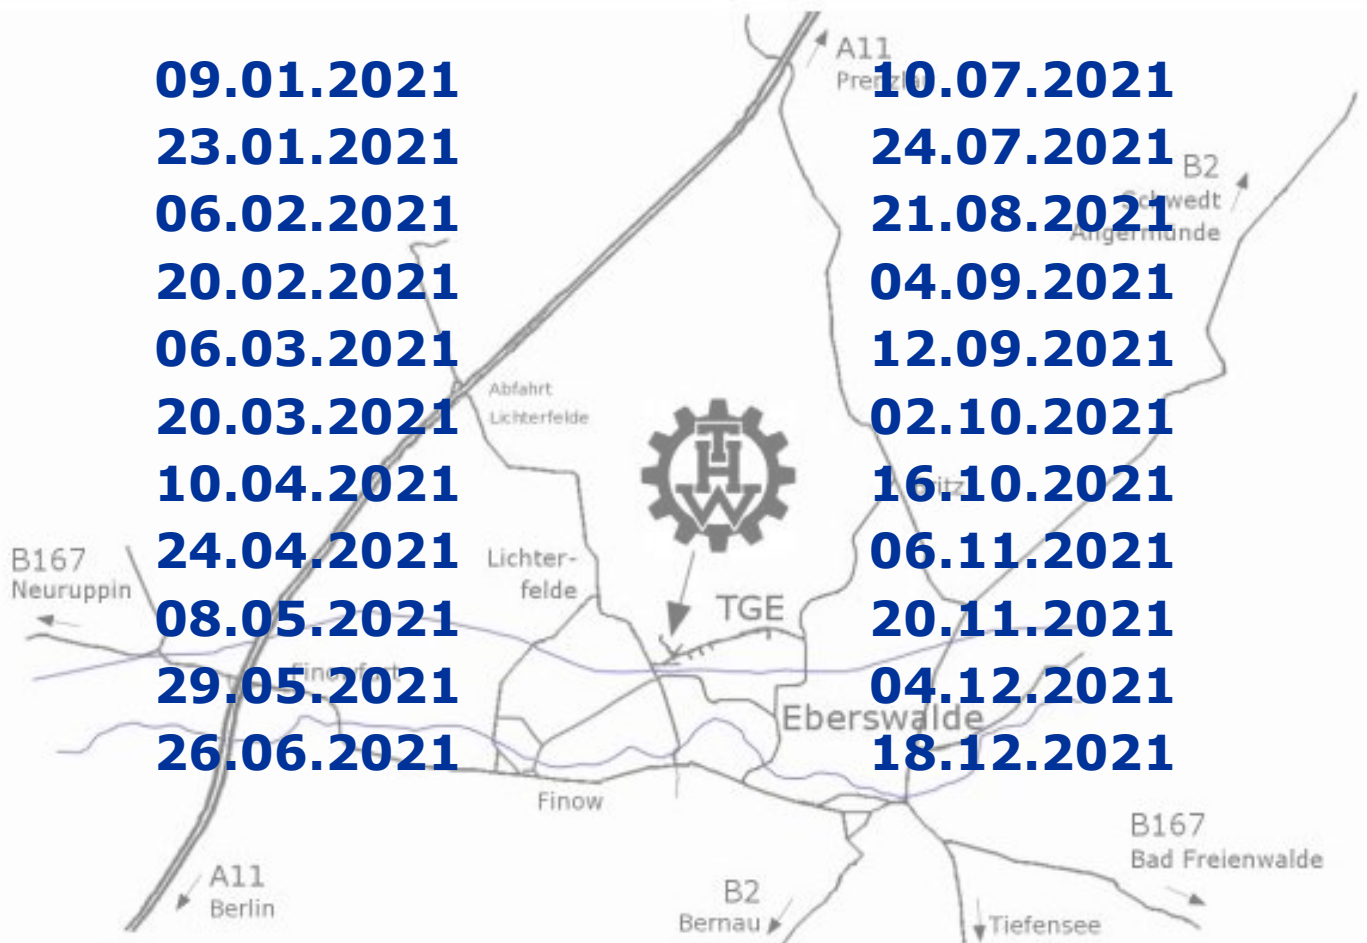 09.01.2021
23.01.2021
06.02.2021
20.02.2021
06.03.2021
20.03.2021
10.04.2021
24.04.2021
08.05.2021
29.05.2021
26.06.2021
10.07.2021
24.07.2021
21.08.2021
04.09.2021
12.09.2021
02.10.2021
16.10.2021
06.11.2021
20.11.2021
04.12.2021
18.12.2021
A11
Prenzlau
B2
Schwedt
Angermünde
Abfahrt
Lichterfelde
THW
Britz
B167
Neuruppin
Lichter-
felde
TGE
Finowfurt
Eberswalde
Finow
B167
Bad Freienwalde
A11
Berlin
B2
Bernau
Tiefensee